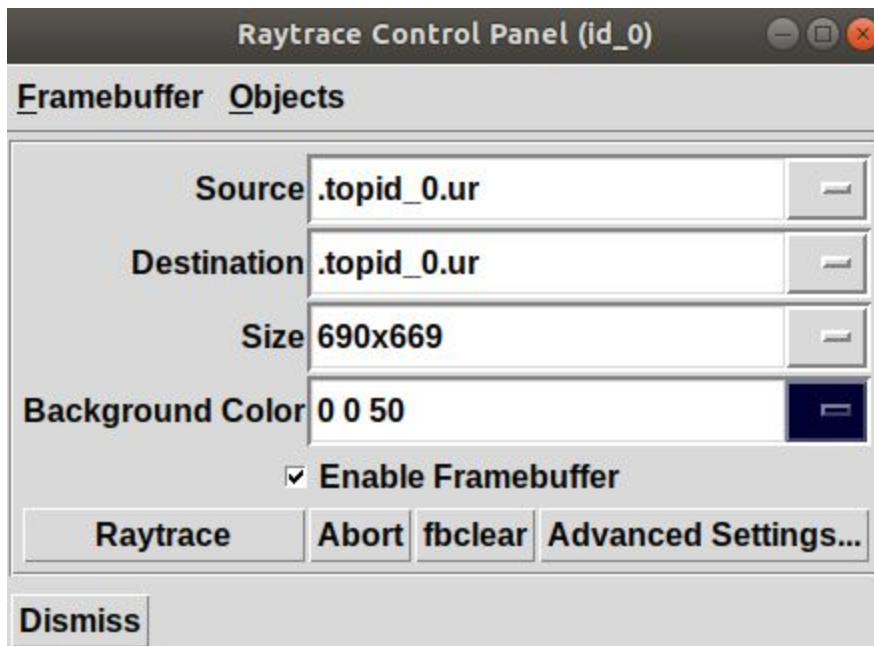 Raytrace Control Panel (id_0)
Framebuffer Objects
Source .topid_0.ur
Destination .topid_0.ur
Size 690x669
Background Color 0 0 50
Enable Framebuffer
Raytrace Abort fbclear Advanced Settings...
Dismiss